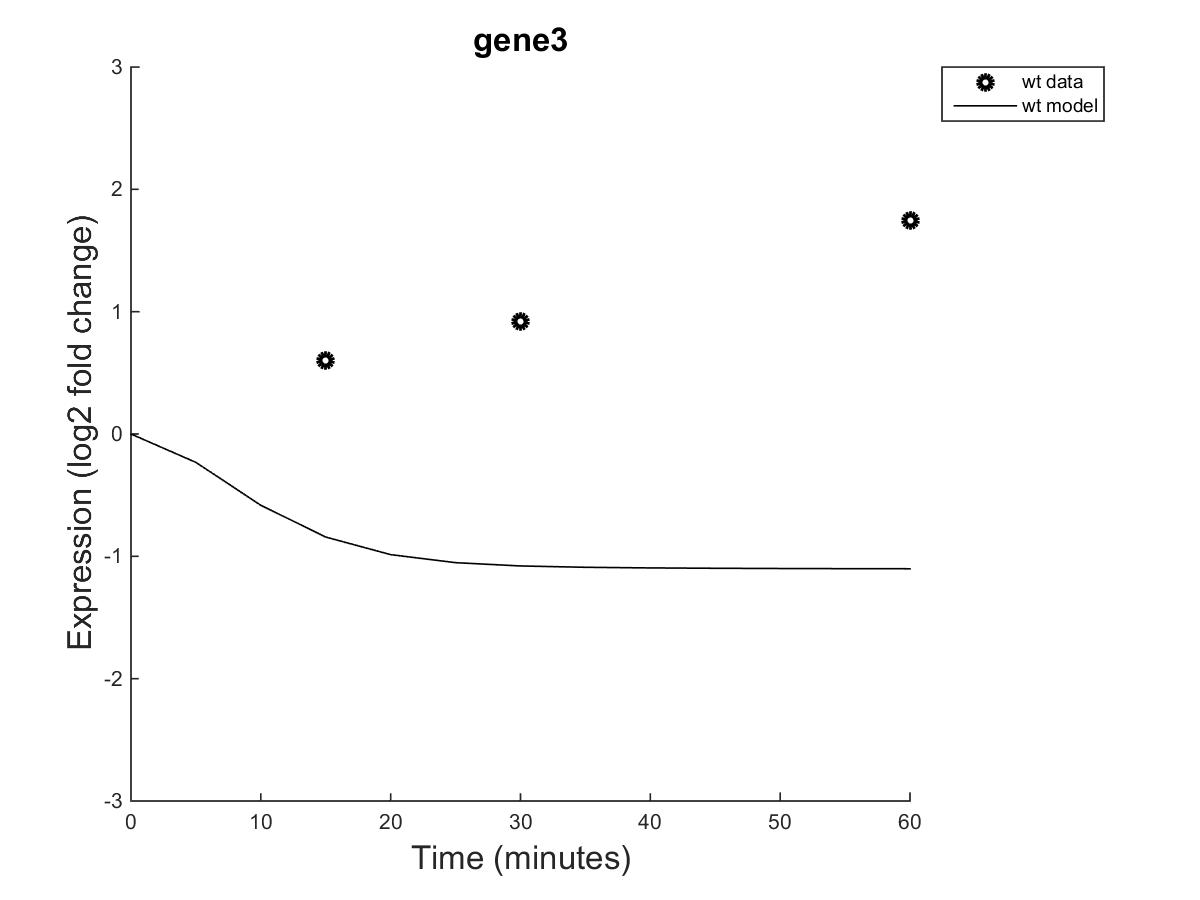 gene3
wt data
wt model
Expression (log2 fold change)
3
2
1
0
-1
-2
-3
0 10 20 30 40 50 60
Time (minutes)